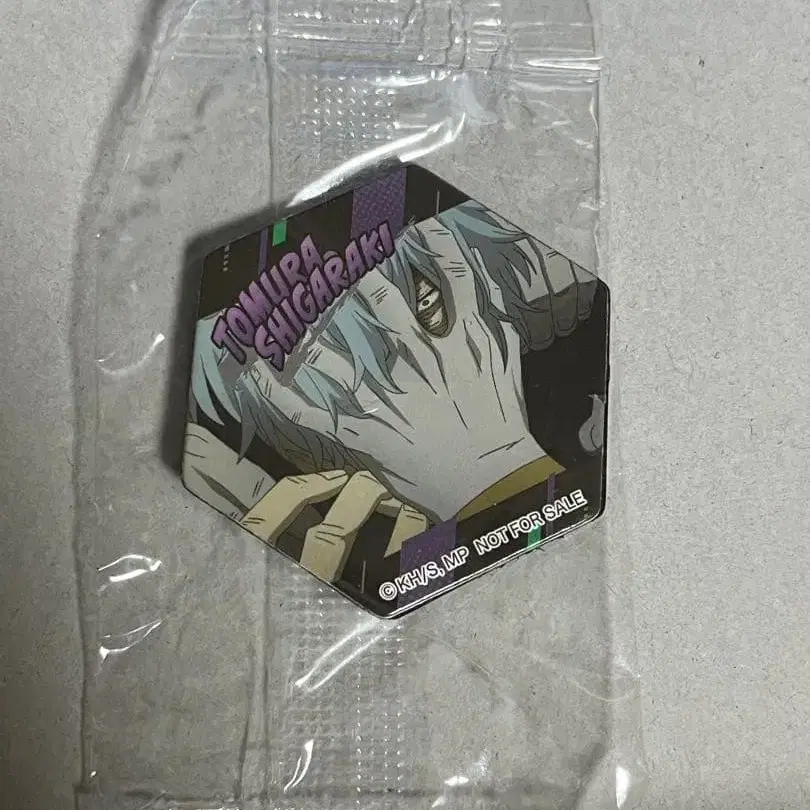 TOMURA
SHIGARAKI
© KH/S, MP NOT FOR SALE